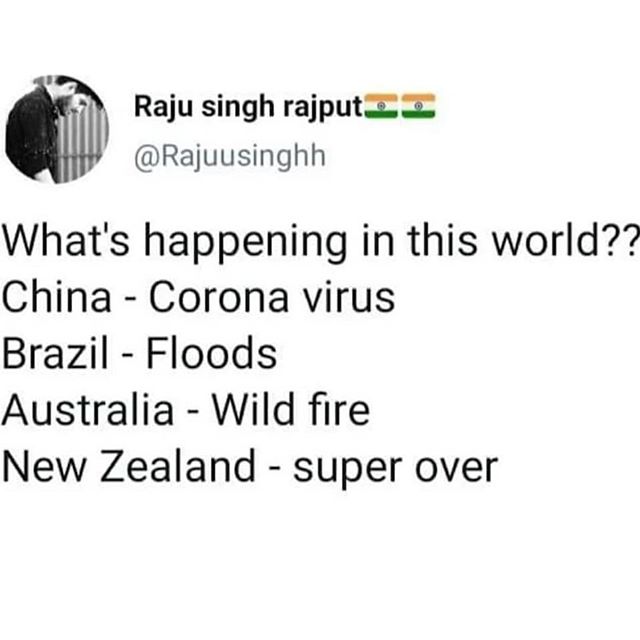 Raju singh rajput🇮🇳🇮🇳
@Rajuusinghh
What's happening in this world??
China - Corona virus
Brazil - Floods
Australia - Wild fire
New Zealand - super over